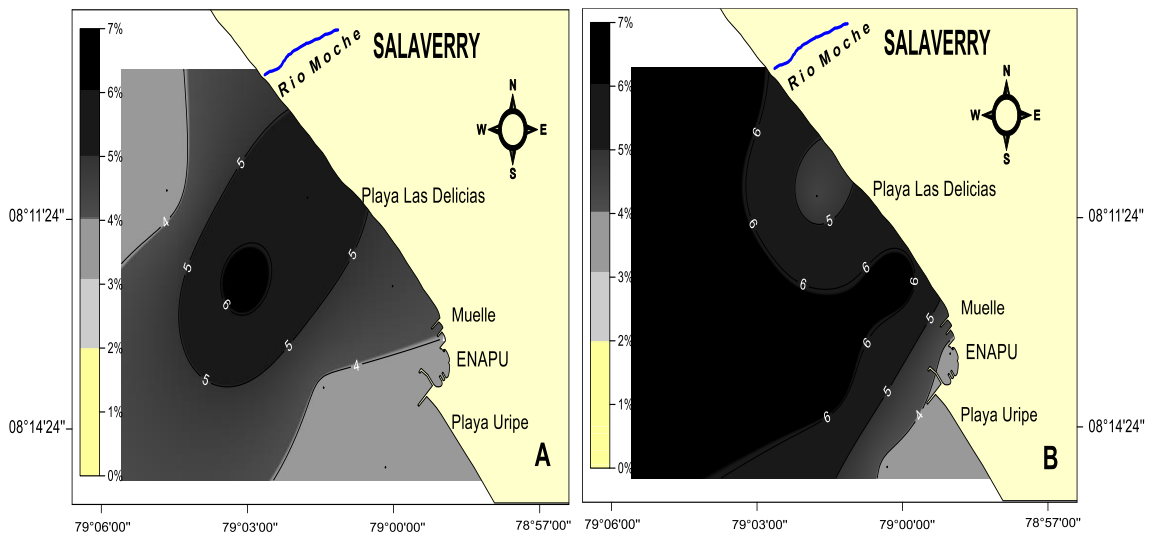 7%
6%
5%
4%
3%
2%
1%
0%
SALAVERRY
Rio Moche
N
W E
S
Playa Las Delicias
Muelle
ENAPU
Playa Uripe
A
5
4
5
5
6
5
5
4
08°11'24"
08°14'24"
79°06'00"
79°03'00"
79°00'00"
78°57'00"
7%
6%
5%
4%
3%
2%
1%
0%
SALAVERRY
Rio Moche
N
W E
S
Playa Las Delicias
Muelle
ENAPU
Playa Uripe
B
6
6
5
6
6
6
5
6
5
6
4
08°11'24"
08°14'24"
79°06'00"
79°03'00"
79°00'00"
78°57'00"